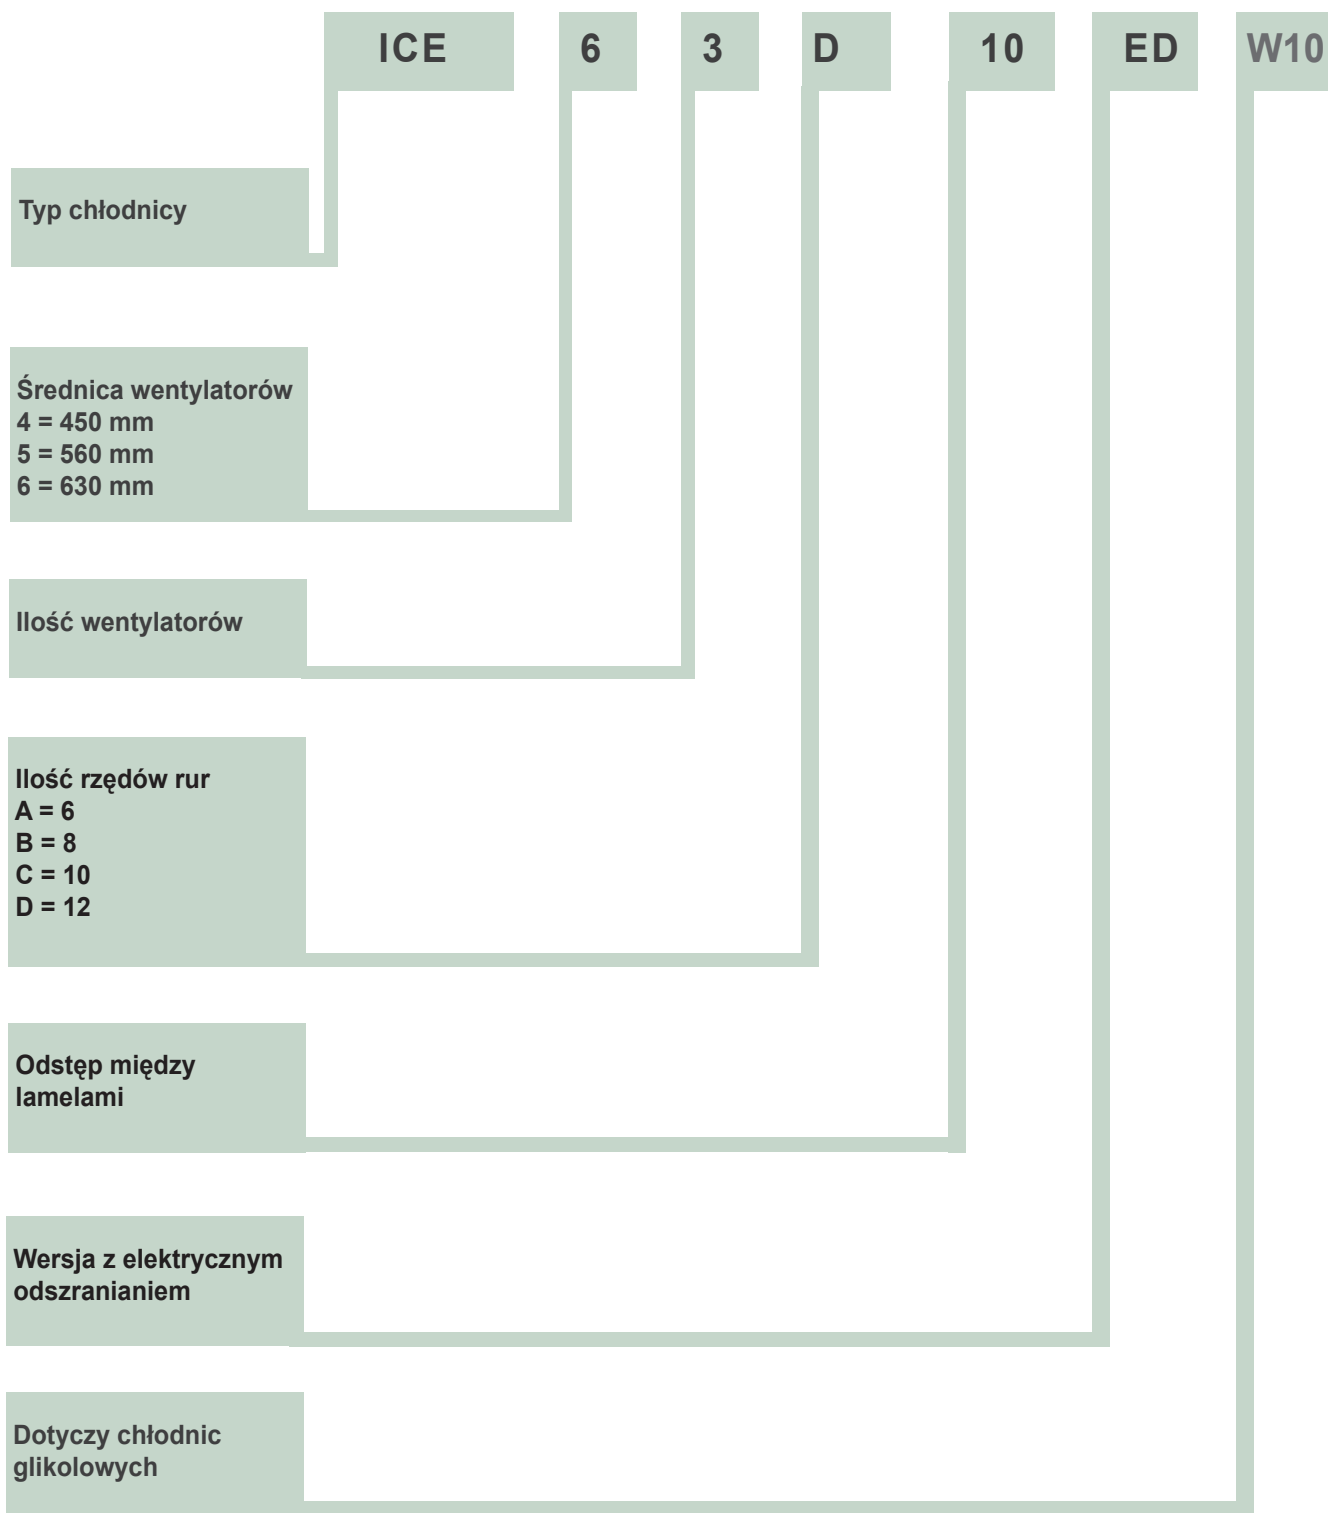 ICE 6 3 D 10 ED W10
Typ chłodnicy
Średnica wentylatorów
4 = 450 mm
5 = 560 mm
6 = 630 mm
Ilość wentylatorów
Ilość rzędów rur
A = 6
B = 8
C = 10
D = 12
Odstęp między
lamelami
Wersja z elektrycznym
odszranianiem
Dotyczy chłodnic
glikolowych